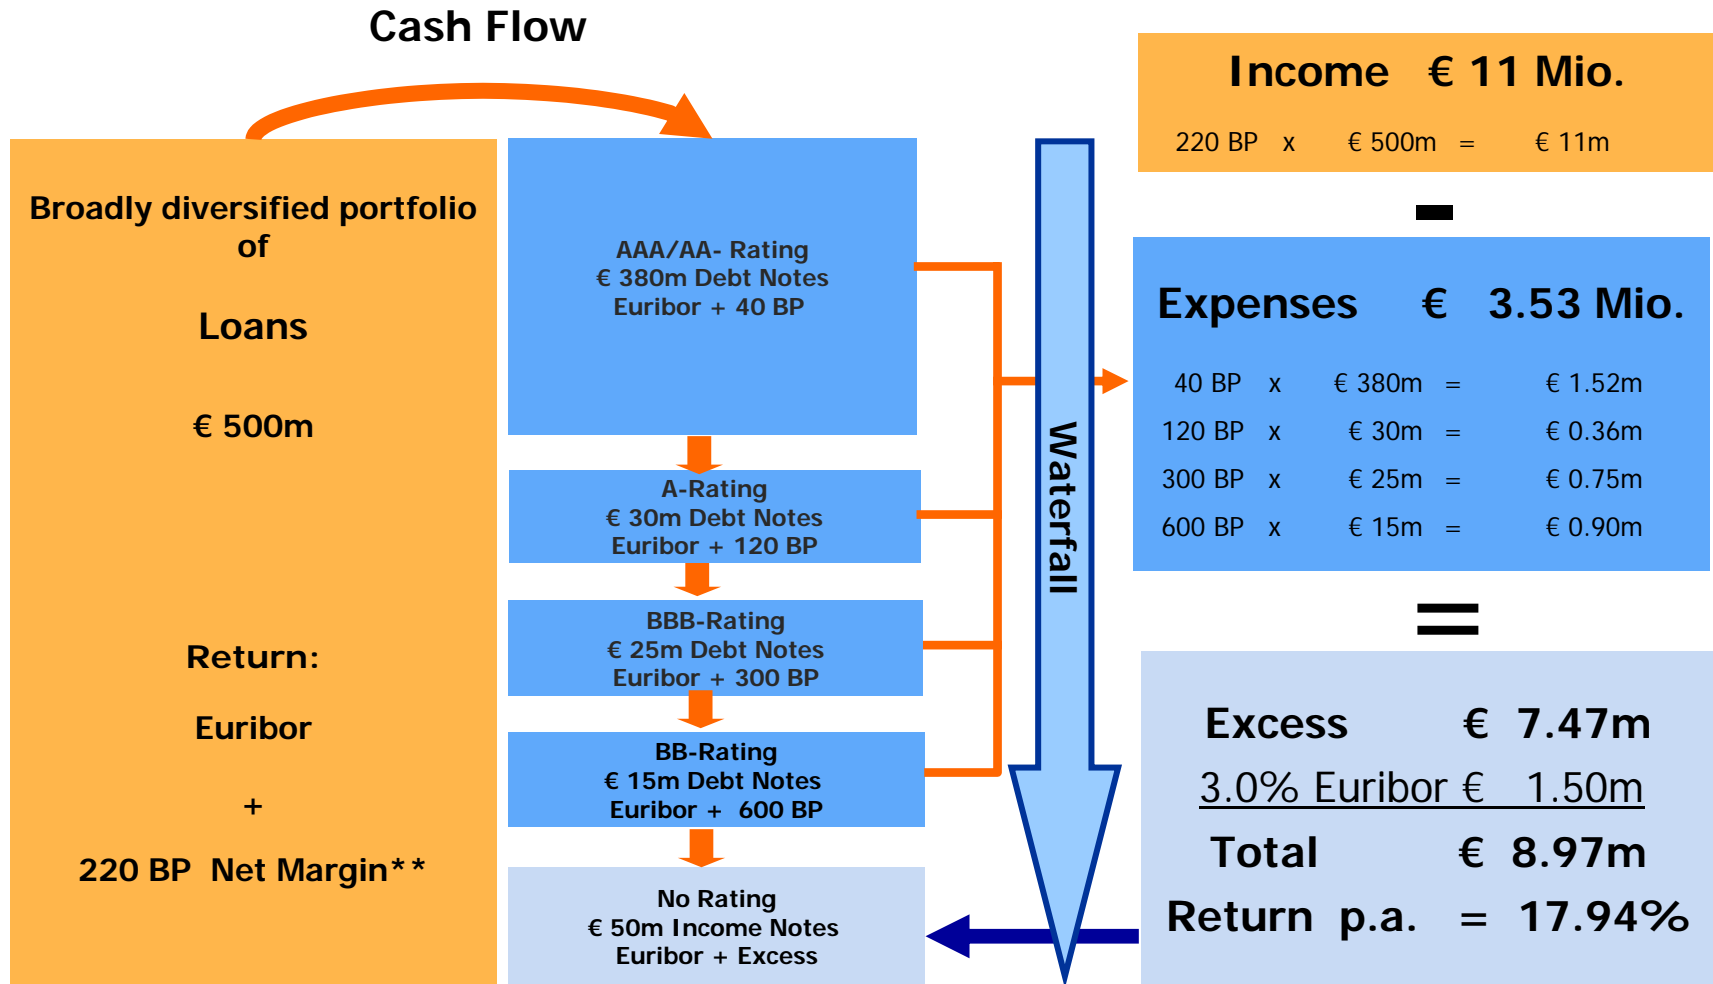 Cash Flow
Broadly diversified portfolio
of
Loans
€ 500m
Return:
Euribor
+
220 BP Net Margin**
AAA/AA- Rating
€ 380m Debt Notes
Euribor + 40 BP
A-Rating
€ 30m Debt Notes
Euribor + 120 BP
BBB-Rating
€ 25m Debt Notes
Euribor + 300 BP
BB-Rating
€ 15m Debt Notes
Euribor + 600 BP
No Rating
€ 50m Income Notes
Euribor + Excess
Waterfall
Income € 11 Mio.
220 BP x € 500m = € 11m
-
Expenses € 3.53 Mio.
40 BP x € 380m = € 1.52m
120 BP x € 30m = € 0.36m
300 BP x € 25m = € 0.75m
600 BP x € 15m = € 0.90m
=
Excess € 7.47m
3.0% Euribor € 1.50m
Total € 8.97m
Return p.a. = 17.94%